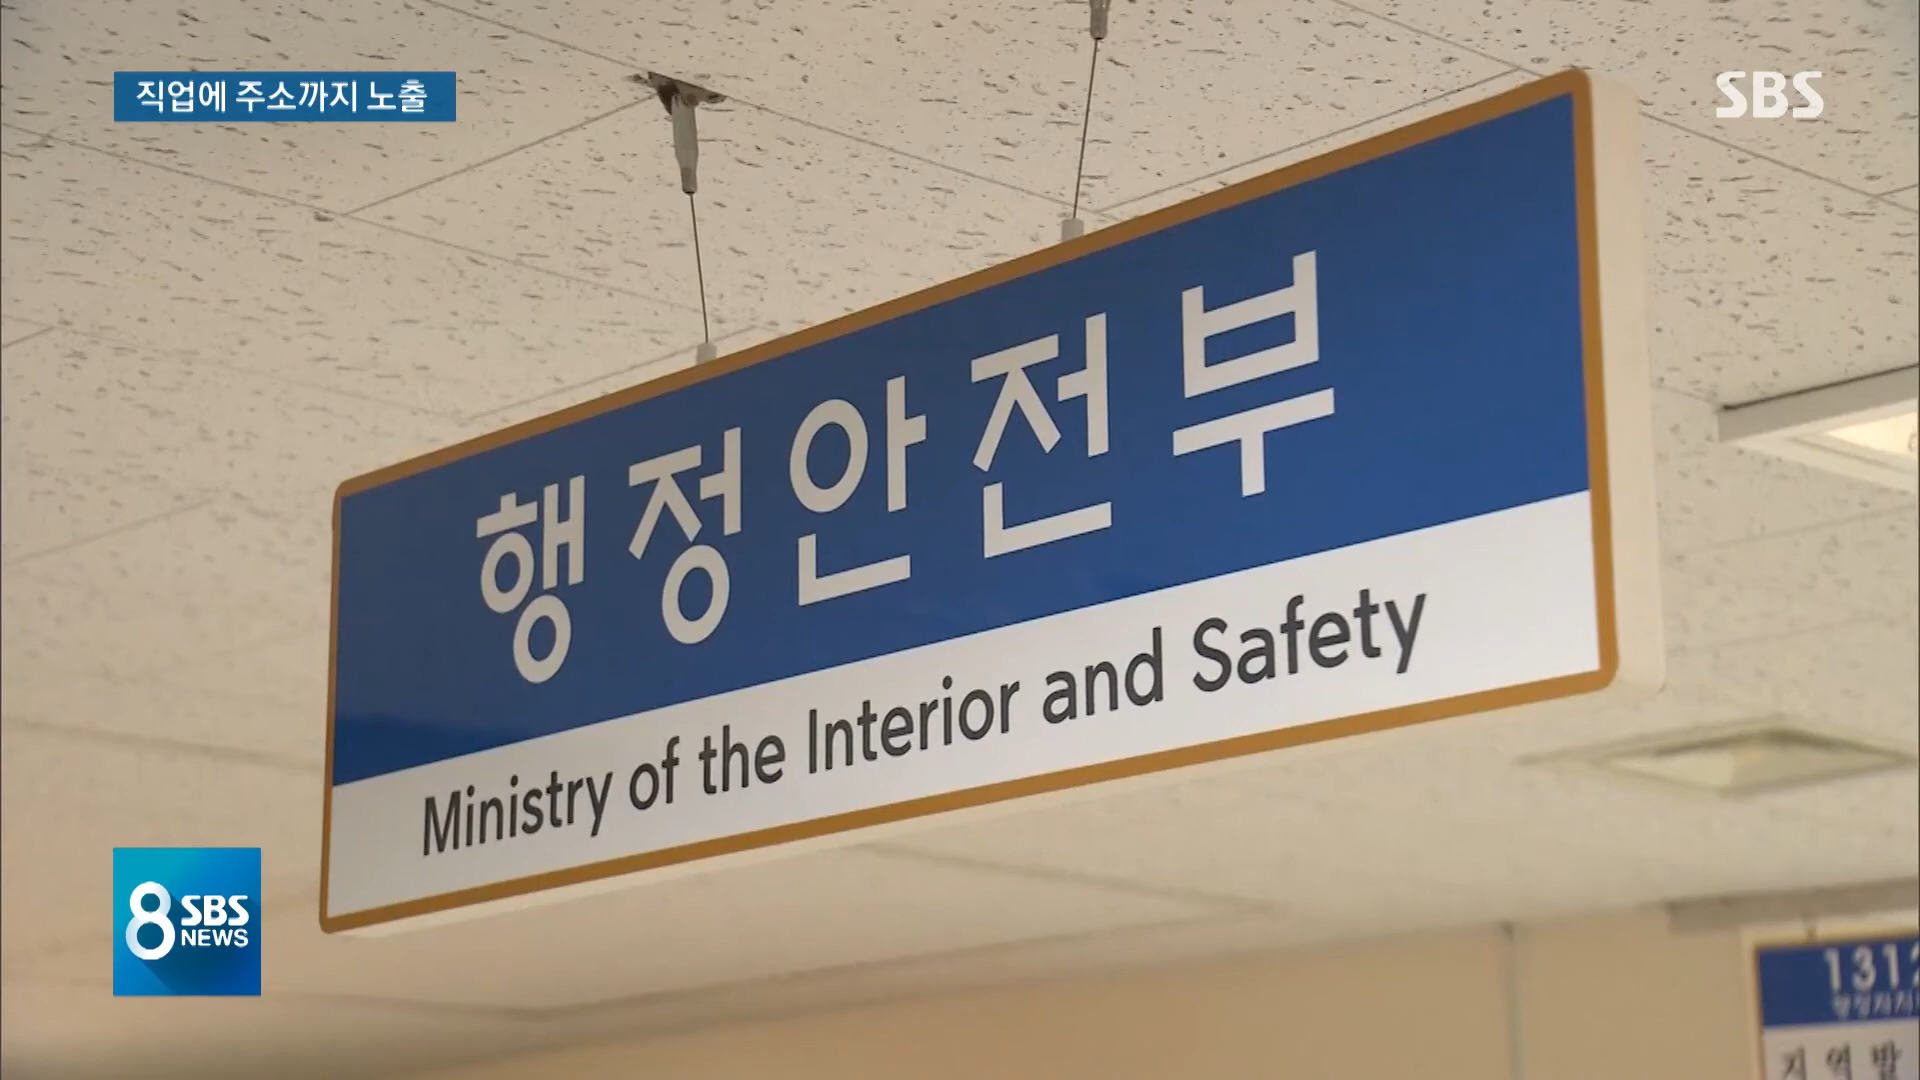 직업에 주소까지 노출
SBS
행정안전부
Ministry of the Interior and Safety
8 SBS
NEWS